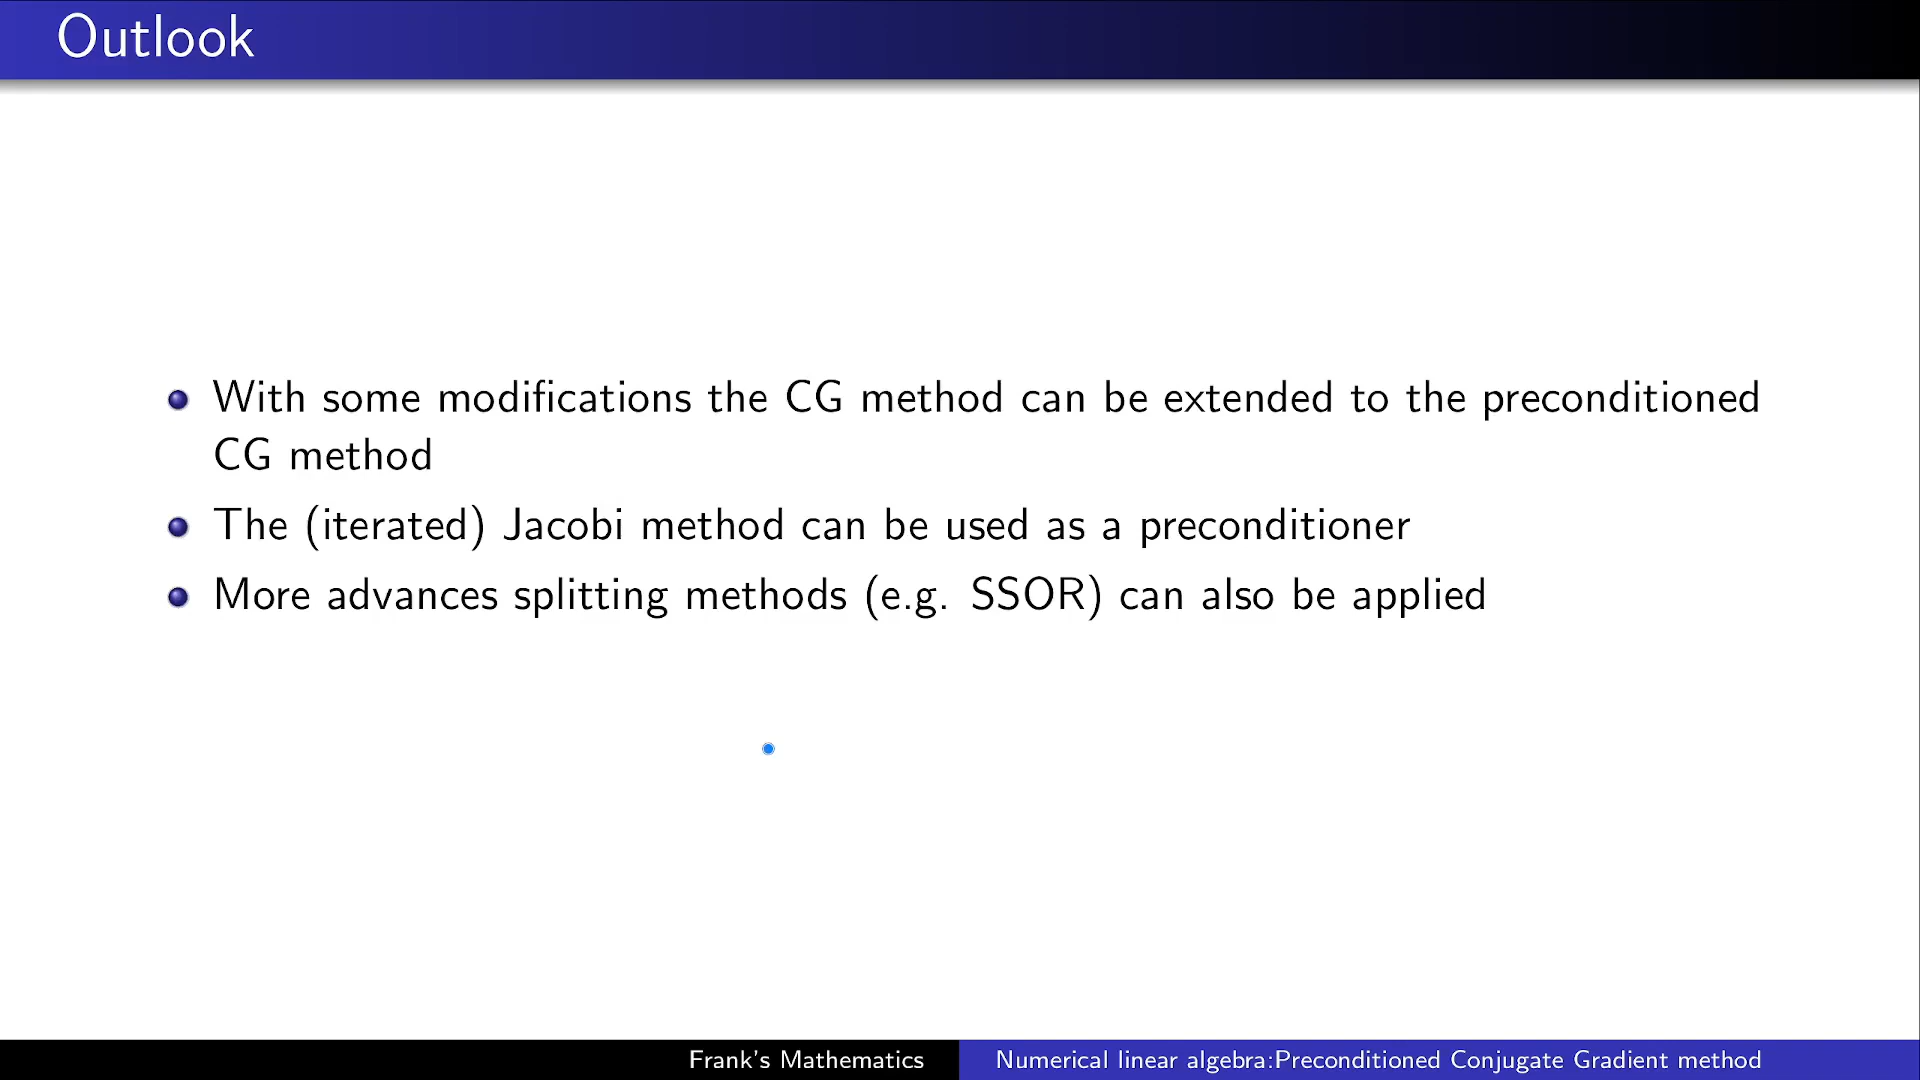 Outlook
With some modifications the CG method can be extended to the preconditioned
CG method
The (iterated) Jacobi method can be used as a preconditioner
More advances splitting methods (e.g. SSOR) can also be applied
Frank's Mathematics
Numerical linear algebra:Preconditioned Conjugate Gradient method